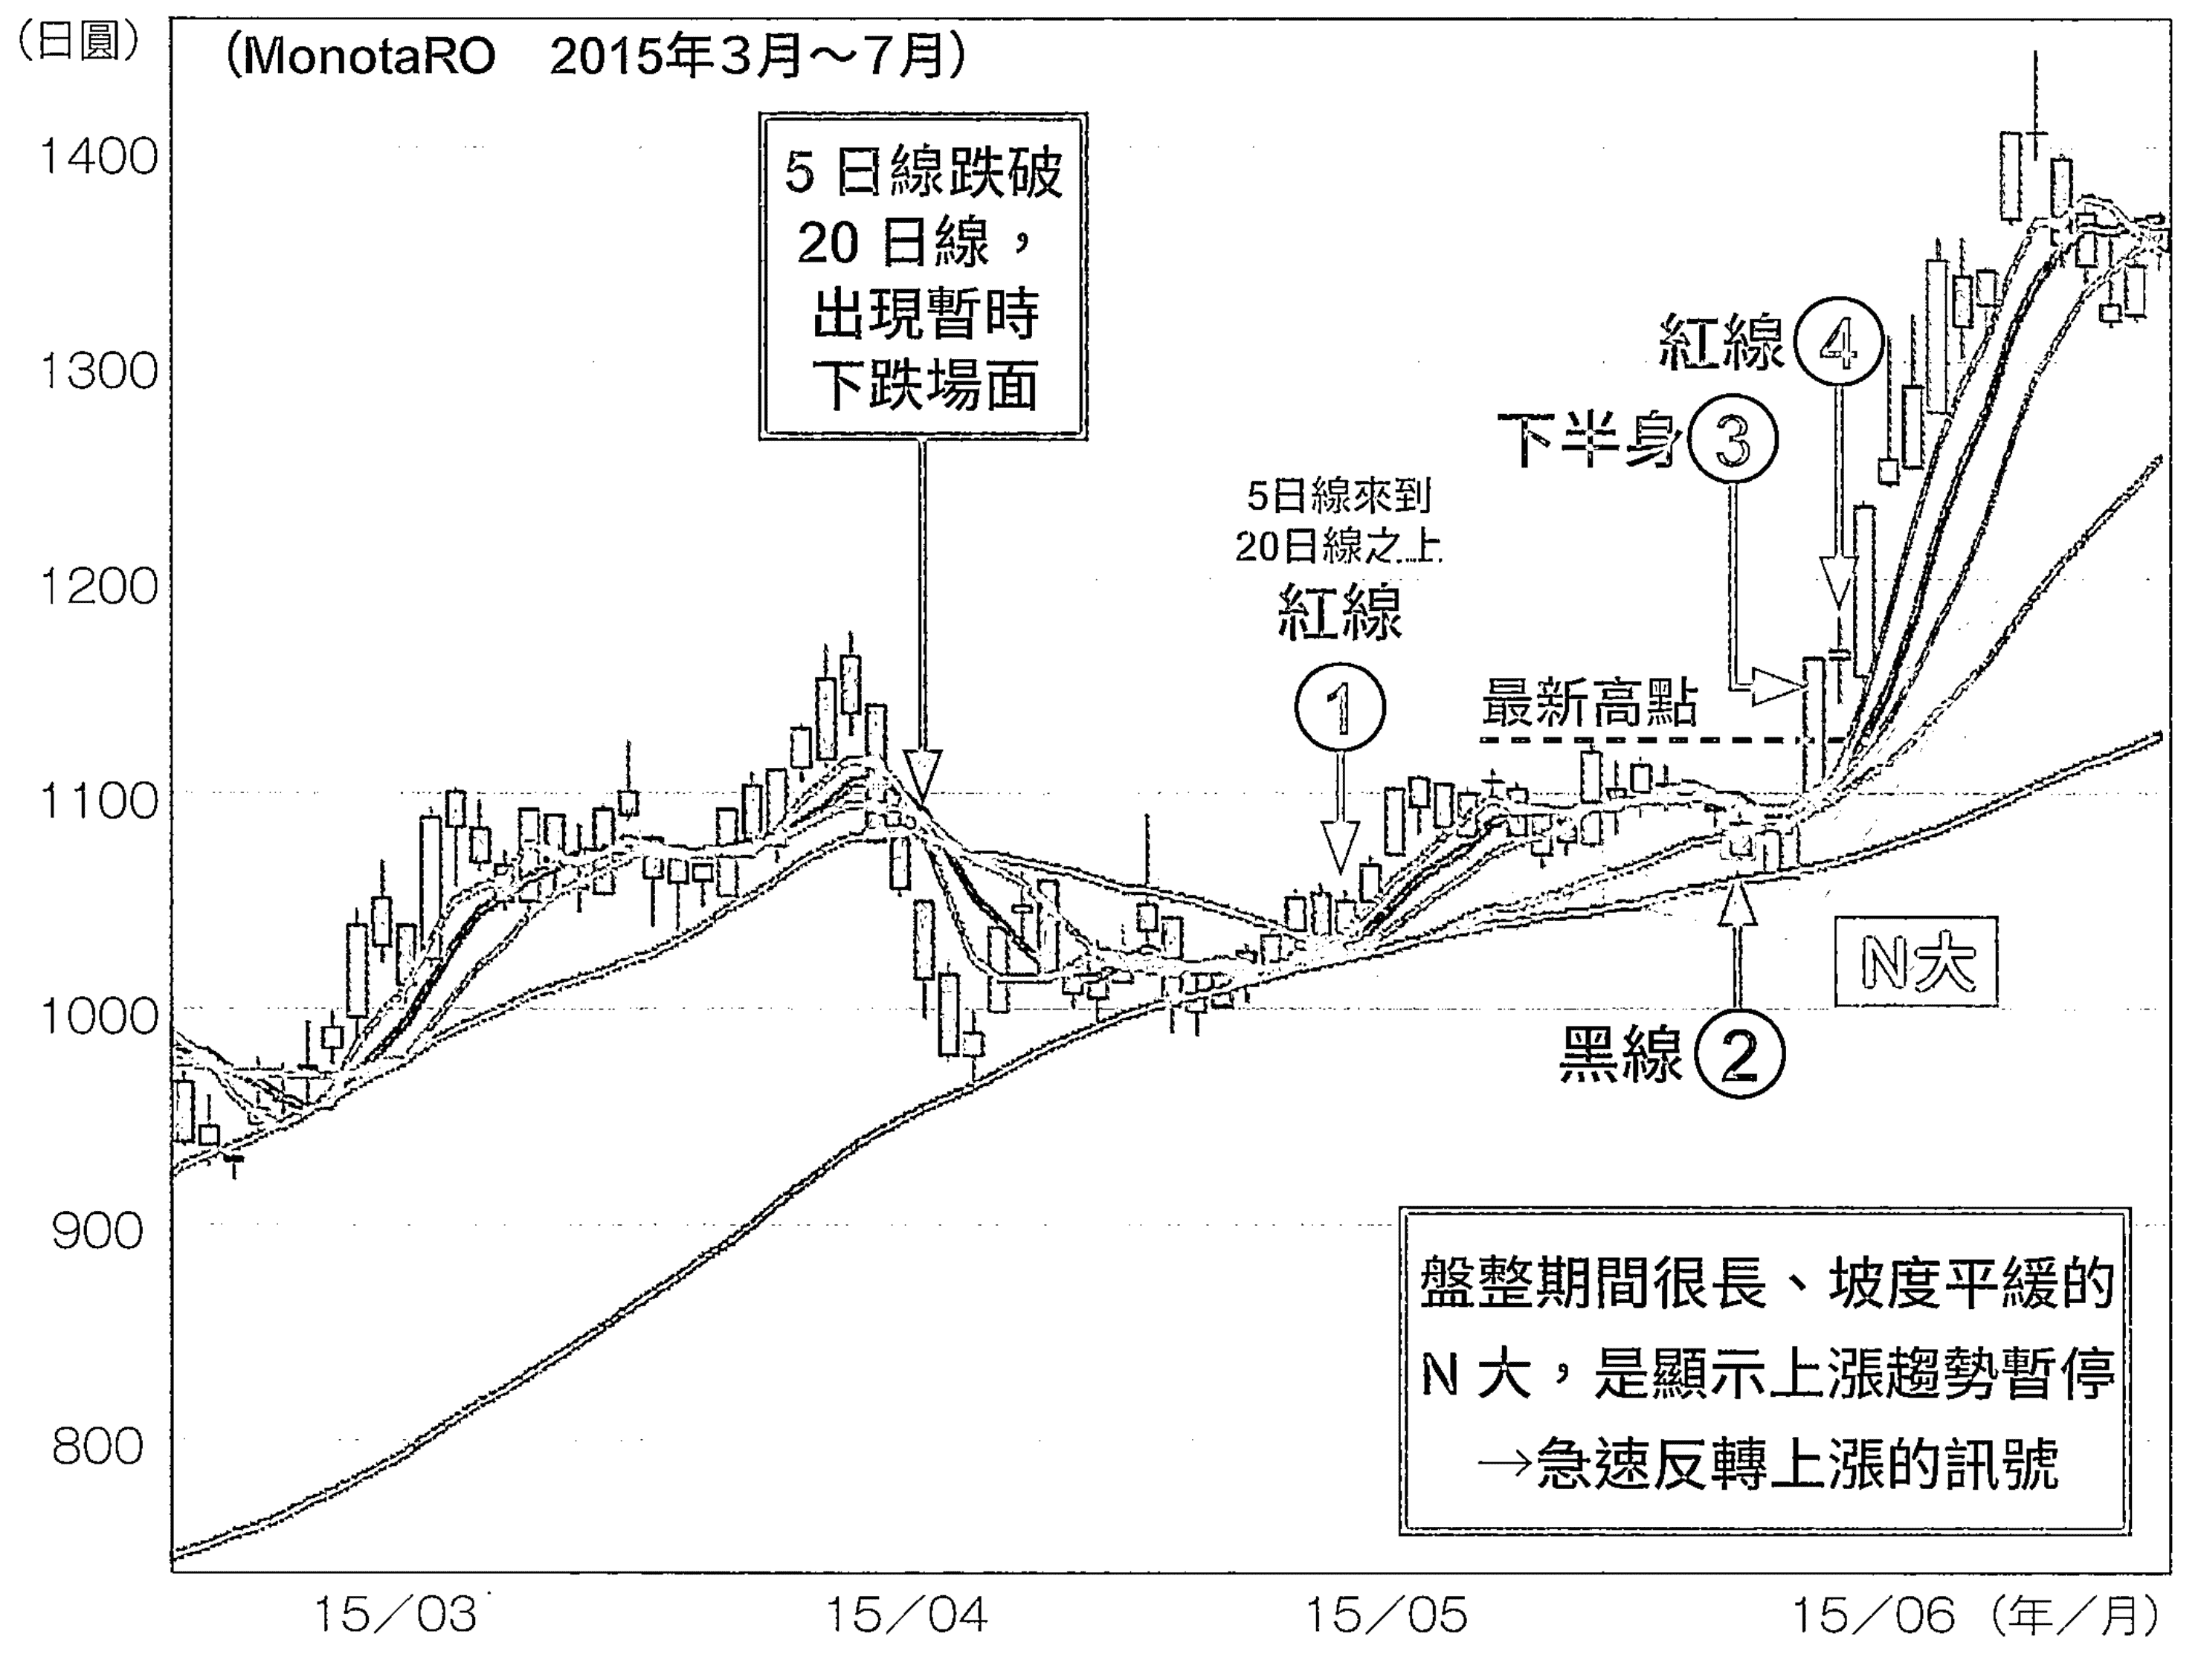 (日圓)
(MonotaRO 2015年3月～7月)
1400
1300
1200
1100
1000
900
800
5 日線跌破
20 日線，
出現暫時
下跌場面
紅線④
下半身③
5日線來到
20日線之上
紅線
①
最新高點
N大
黑線②
盤整期間很長、坡度平緩的
N 大，是顯示上漲趨勢暫停
→急速反轉上漲的訊號
15／03
15／04
15／05
15／06 (年／月)